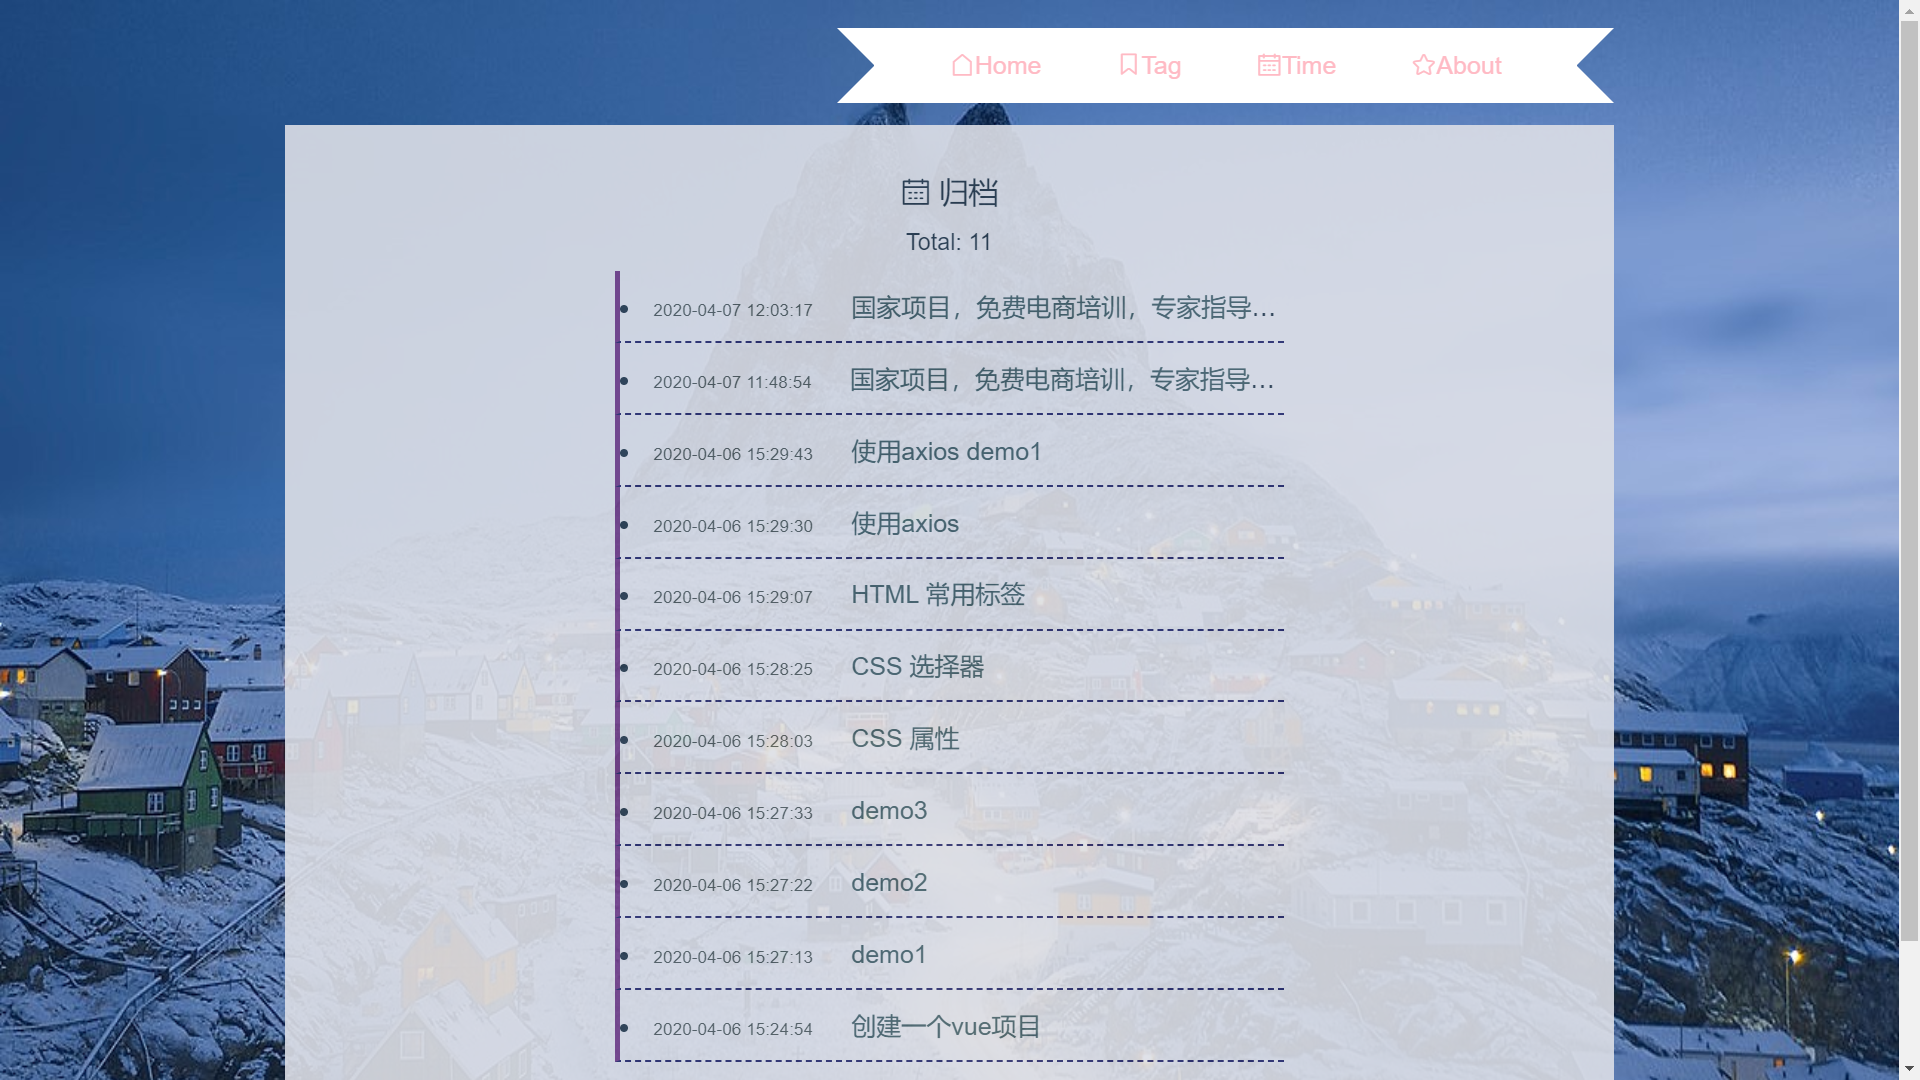 Home Tag Time About
归档
Total: 11
2020-04-07 12:03:17 国家项目，免费电商培训，专家指导…
2020-04-07 11:48:54 国家项目，免费电商培训，专家指导…
2020-04-06 15:29:43 使用axios demo1
2020-04-06 15:29:30 使用axios
2020-04-06 15:29:07 HTML 常用标签
2020-04-06 15:28:25 CSS 选择器
2020-04-06 15:28:03 CSS 属性
2020-04-06 15:27:33 demo3
2020-04-06 15:27:22 demo2
2020-04-06 15:27:13 demo1
2020-04-06 15:24:54 创建一个vue项目